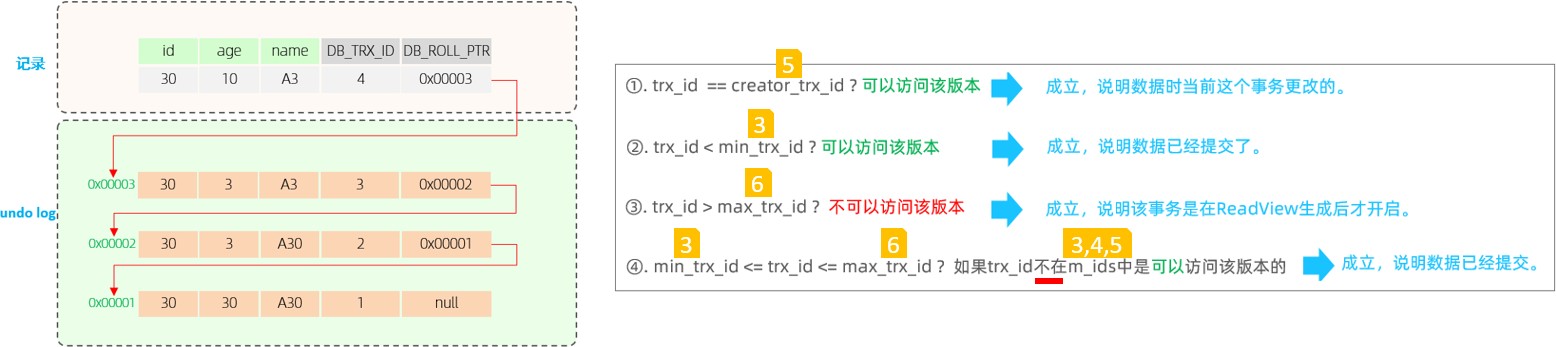 记录
id age name DB_TRX_ID DB_ROLL_PTR
30 10 A3 4 0x00003
undo log
0x00003 30 3 A3 3 0x00002
0x00002 30 3 A30 2 0x00001
0x00001 30 30 A30 1 null
5
①. trx_id == creator_trx_id ? 可以访问该版本 成立，说明数据时当前这个事务更改的。
3
②. trx_id < min_trx_id ? 可以访问该版本 成立，说明数据已经提交了。
6
③. trx_id > max_trx_id ? 不可以访问该版本 成立，说明该事务是在ReadView生成后才开启。
3 6 3,4,5
④. min_trx_id <= trx_id <= max_trx_id ? 如果trx_id不在m_ids中是可以访问该版本的 成立，说明数据已经提交。